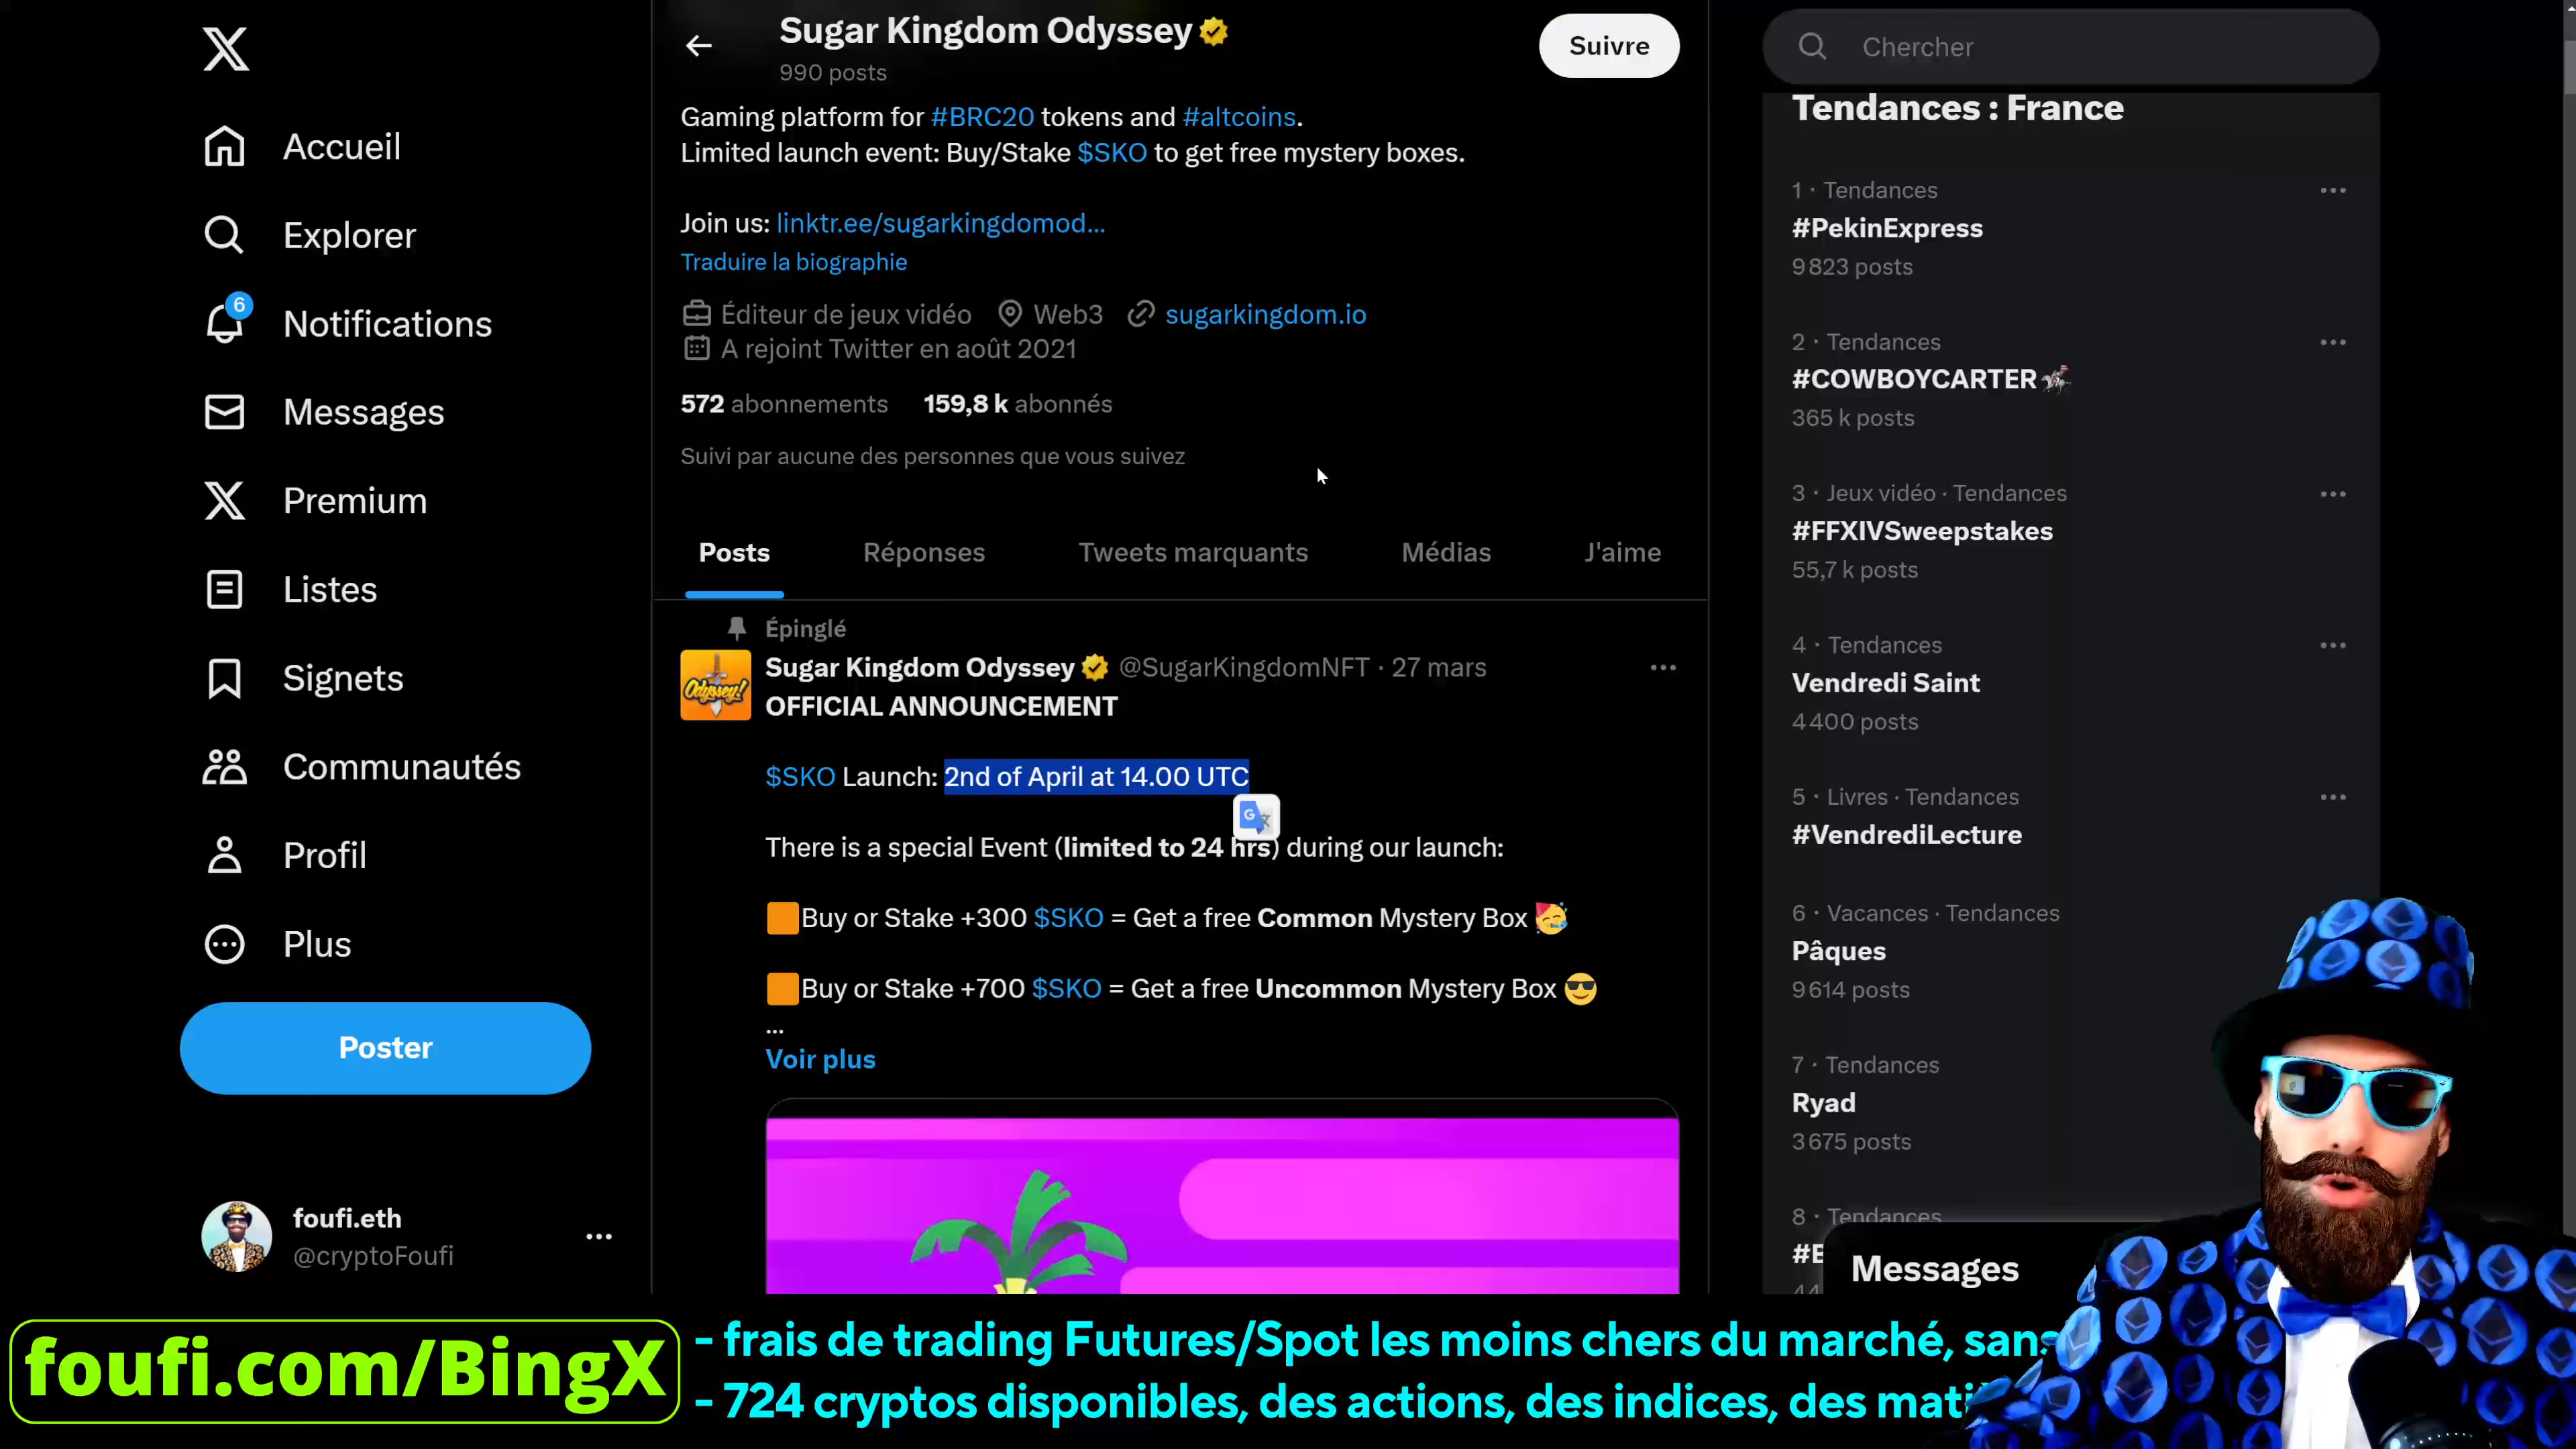 Accueil
Explorer
6
Notifications
Messages
Premium
Listes
Signets
Communautés
Profil
Plus
Poster
foufi.eth
@cryptoFoufi
Sugar Kingdom Odyssey
990 posts
Suivre
Gaming platform for #BRC20 tokens and #altcoins.
Limited launch event: Buy/Stake $SKO to get free mystery boxes.
Join us: linktr.ee/sugarkingdomod...
Traduire la biographie
Éditeur de jeux vidéo Web3 sugarkingdom.io
A rejoint Twitter en août 2021
572 abonnements 159,8 k abonnés
Suivi par aucune des personnes que vous suivez
Posts Réponses Tweets marquants Médias J'aime
Épinglé
Odyssey!
Sugar Kingdom Odyssey @SugarKingdomNFT · 27 mars
OFFICIAL ANNOUNCEMENT
$SKO Launch: 2nd of April at 14.00 UTC
There is a special Event (limited to 24 hrs) during our launch:
🟧Buy or Stake +300 $SKO = Get a free Common Mystery Box 🥳
🟧Buy or Stake +700 $SKO = Get a free Uncommon Mystery Box 😎
...
Voir plus
Chercher
Tendances : France
1 · Tendances
#PekinExpress
9 823 posts
2 · Tendances
#COWBOYCARTER
365 k posts
3 · Jeux vidéo · Tendances
#FFXIVSweepstakes
55,7 k posts
4 · Tendances
Vendredi Saint
4 400 posts
5 · Livres · Tendances
#VendrediLecture
6 · Vacances · Tendances
Pâques
9 614 posts
7 · Tendances
Ryad
3 675 posts
8 · Tendances
Messages
foufi.com/BingX
- frais de trading Futures/Spot les moins chers du marché, sans
- 724 cryptos disponibles, des actions, des indices, des